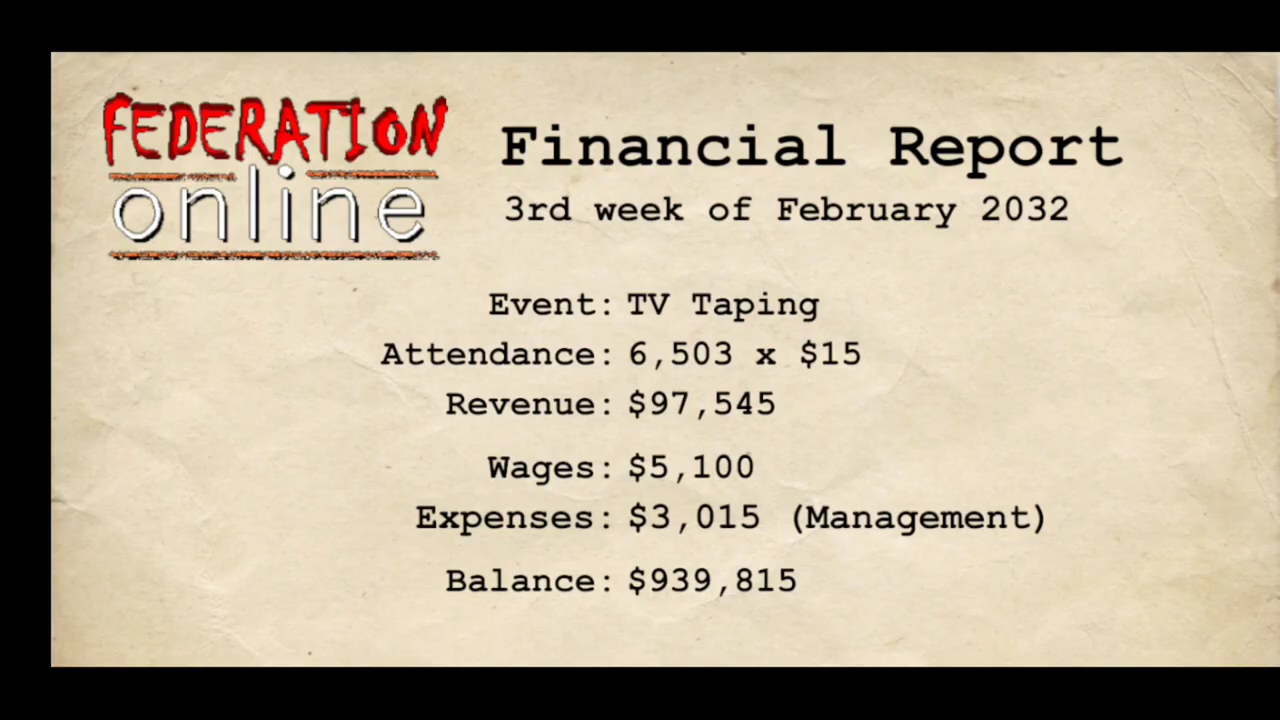 FEDERATION
online
Financial Report
3rd week of February 2032
Event: TV Taping
Attendance: 6,503 x $15
Revenue: $97,545
Wages: $5,100
Expenses: $3,015 (Management)
Balance: $939,815